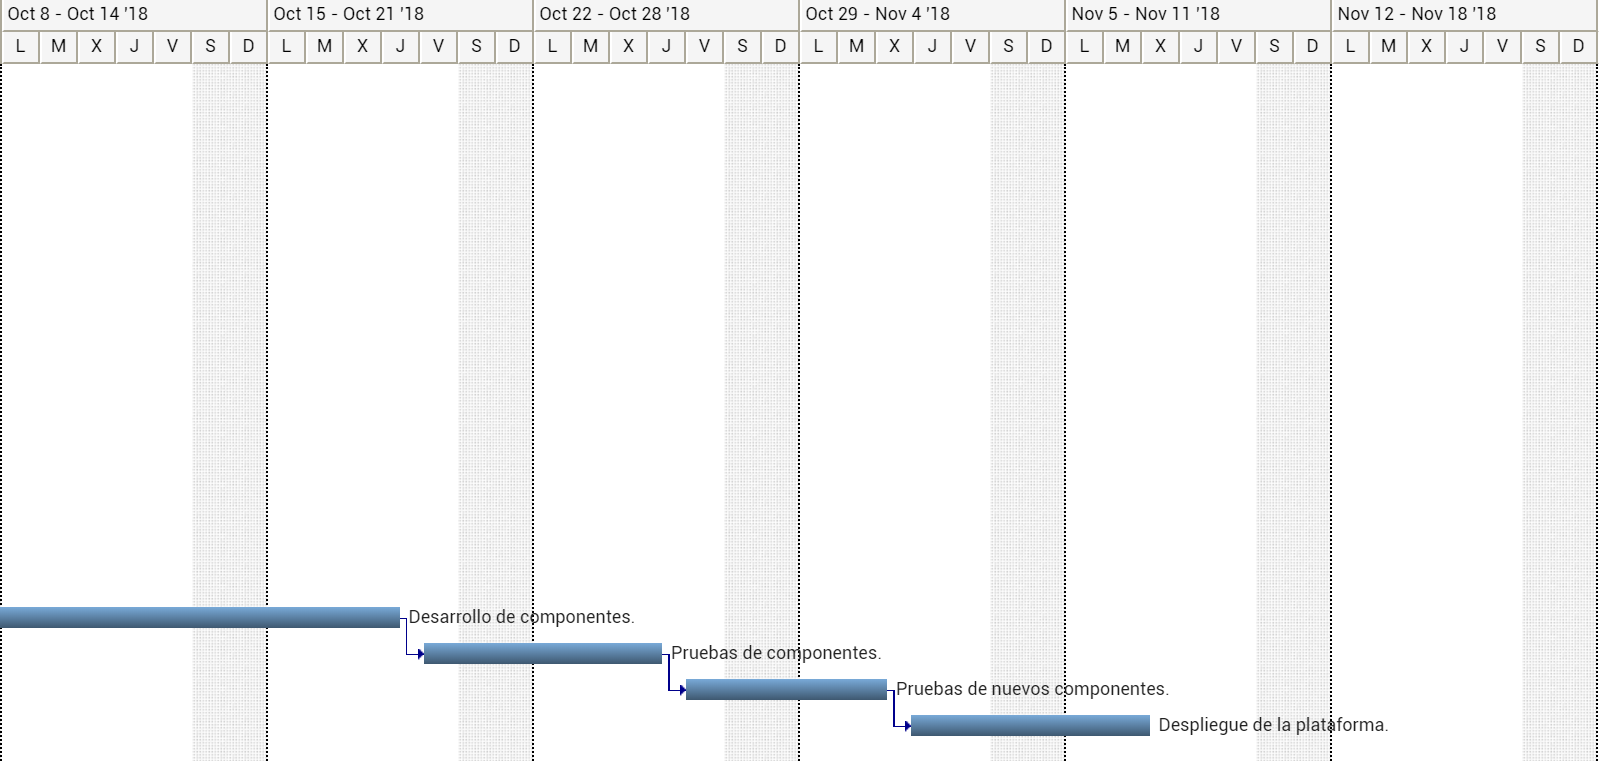 Oct 8 - Oct 14 '18 Oct 15 - Oct 21 '18 Oct 22 - Oct 28 '18 Oct 29 - Nov 4 '18 Nov 5 - Nov 11 '18 Nov 12 - Nov 18 '18
L M X J V S D L M X J V S D L M X J V S D L M X J V S D L M X J V S D L M X J V S D
Desarrollo de componentes.
Pruebas de componentes.
Pruebas de nuevos componentes.
Despliegue de la plataforma.